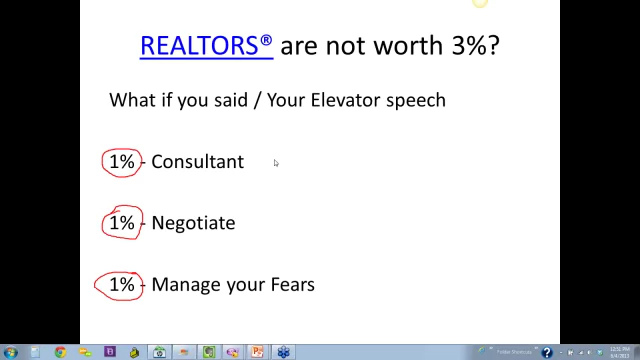 REALTORS® are not worth 3%?
What if you said / Your Elevator speech
1% - Consultant
1% - Negotiate
1% - Manage your Fears